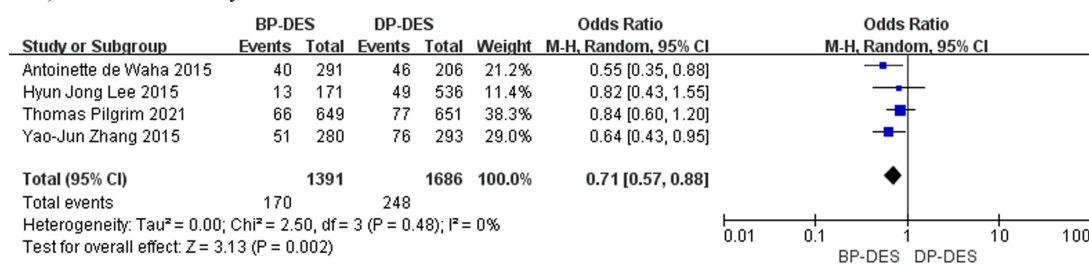 BP-DES DP-DES Odds Ratio Odds Ratio
Study or Subgroup Events Total Events Total Weight M-H, Random, 95% CI M-H, Random, 95% CI
Antoinette de Waha 2015 40 291 46 206 21.2% 0.55 [0.35, 0.88]
Hyun Jong Lee 2015 13 171 49 536 11.4% 0.82 [0.43, 1.55]
Thomas Pilgrim 2021 66 649 77 651 38.3% 0.84 [0.60, 1.20]
Yao-Jun Zhang 2015 51 280 76 293 29.0% 0.64 [0.43, 0.95]
Total (95% CI) 1391 1686 100.0% 0.71 [0.57, 0.88]
Total events 170 248
Heterogeneity: Tau² = 0.00; Chi² = 2.50, df = 3 (P = 0.48); I² = 0%
Test for overall effect: Z = 3.13 (P = 0.002)
0.01 0.1 1 10 100
BP-DES DP-DES